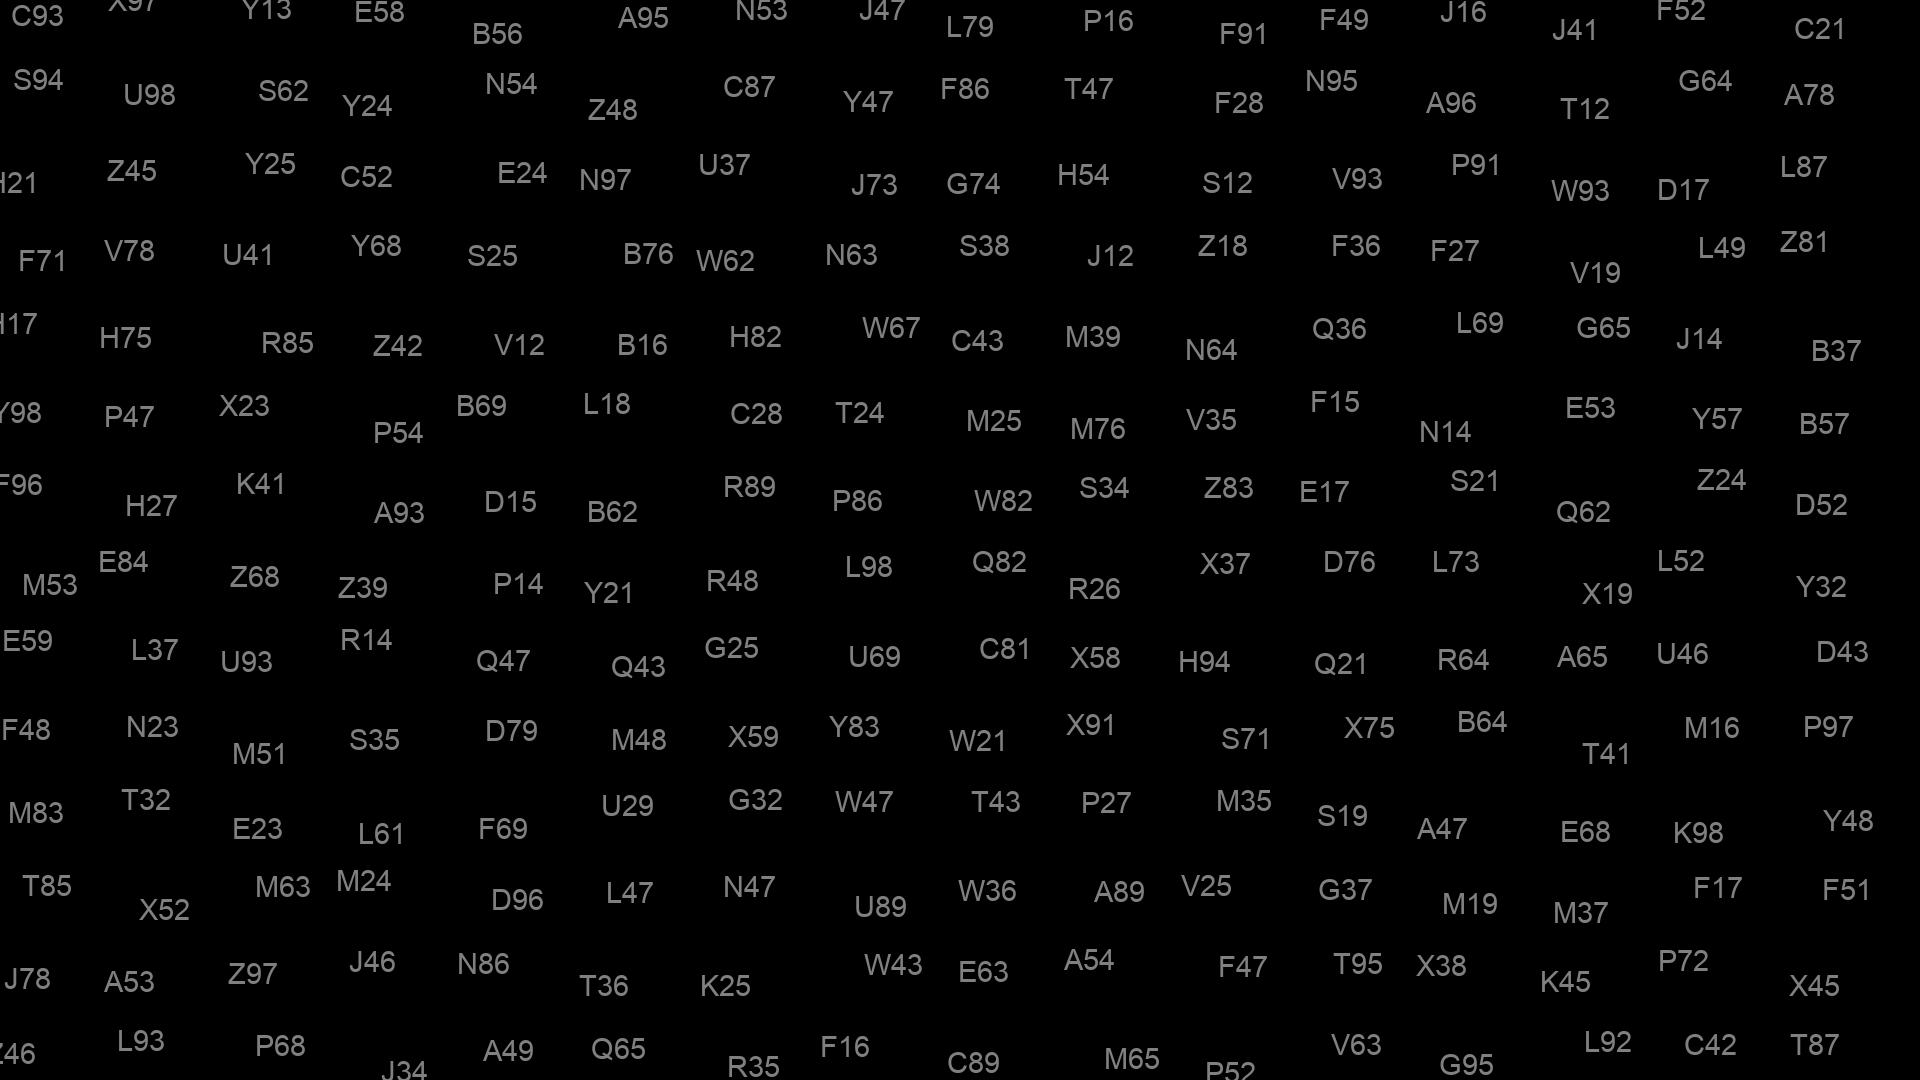 C93 X97 Y13 E58 B56 A95 N53 J47 L79 P16 F91 F49 J16 J41 F52 C21
S94 U98 S62 Y24 N54 Z48 C87 Y47 F86 T47 F28 N95 A96 T12 G64 A78
H21 Z45 Y25 C52 E24 N97 U37 J73 G74 H54 S12 V93 P91 W93 D17 L87
F71 V78 U41 Y68 S25 B76 W62 N63 S38 J12 Z18 F36 F27 V19 L49 Z81
H17 H75 R85 Z42 V12 B16 H82 W67 C43 M39 N64 Q36 L69 G65 J14 B37
Y98 P47 X23 P54 B69 L18 C28 T24 M25 M76 V35 F15 N14 E53 Y57 B57
F96 H27 K41 A93 D15 B62 R89 P86 W82 S34 Z83 E17 S21 Q62 Z24 D52
M53 E84 Z68 Z39 P14 Y21 R48 L98 Q82 R26 X37 D76 L73 X19 L52 Y32
E59 L37 U93 R14 Q47 Q43 G25 U69 C81 X58 H94 Q21 R64 A65 U46 D43
F48 N23 M51 S35 D79 M48 X59 Y83 W21 X91 S71 X75 B64 T41 M16 P97
M83 T32 E23 L61 F69 U29 G32 W47 T43 P27 M35 S19 A47 E68 K98 Y48
T85 X52 M63 M24 D96 L47 N47 U89 W36 A89 V25 G37 M19 M37 F17 F51
J78 A53 Z97 J46 N86 T36 K25 W43 E63 A54 F47 T95 X38 K45 P72 X45
Z46 L93 P68 J34 A49 Q65 R35 F16 C89 M65 P52 V63 G95 L92 C42 T87